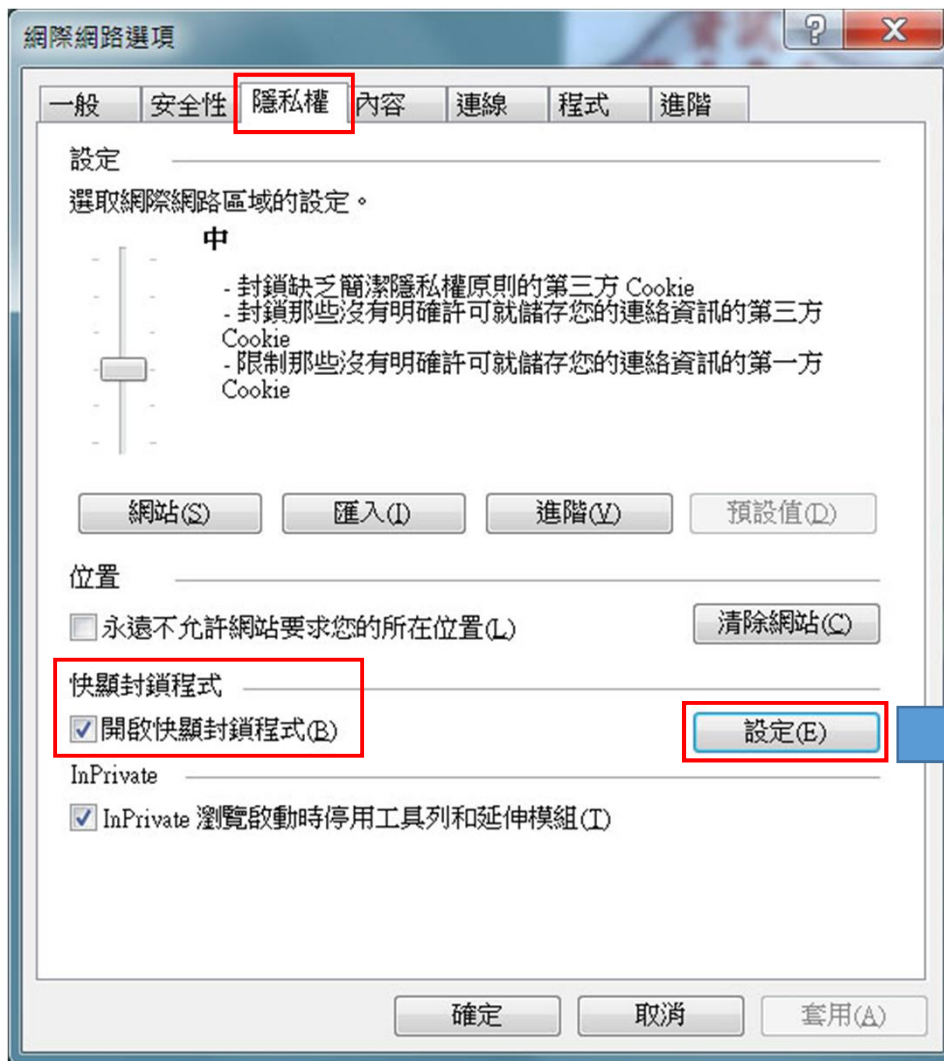 網際網路選項
一般 安全性 隱私權 內容 連線 程式 進階
設定
選取網際網路區域的設定。
中
- 封鎖缺乏簡潔隱私權原則的第三方 Cookie
- 封鎖那些沒有明確許可就儲存您的連絡資訊的第三方
Cookie
- 限制那些沒有明確許可就儲存您的連絡資訊的第一方
Cookie
網站(S) 匯入(I) 進階(V) 預設值(D)
位置
永遠不允許網站要求您的所在位置(L) 清除網站(C)
快顯封鎖程式
開啟快顯封鎖程式(B) 設定(E)
InPrivate
InPrivate 瀏覽啟動時停用工具列和延伸模組(T)
確定 取消 套用(A)